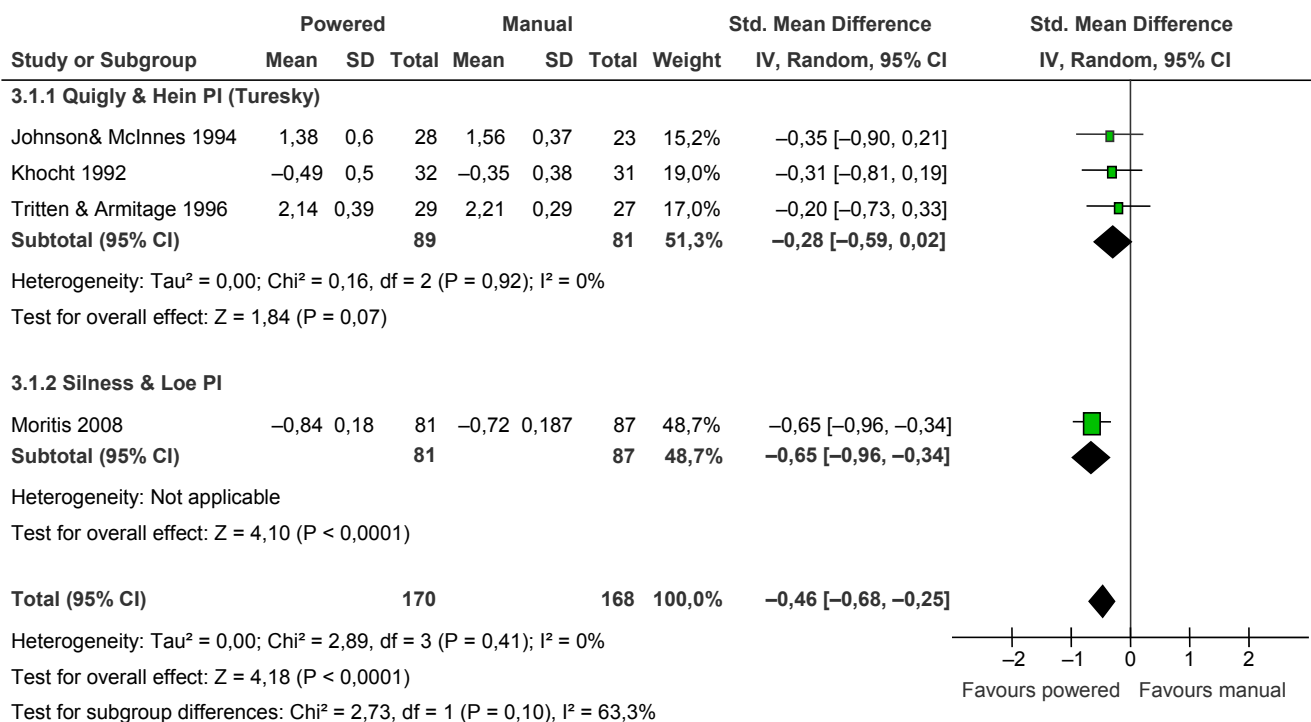 Powered Manual Std. Mean Difference Std. Mean Difference
Study or Subgroup Mean SD Total Mean SD Total Weight IV, Random, 95% CI IV, Random, 95% CI
3.1.1 Quigly & Hein PI (Turesky)
Johnson& McInnes 1994 1,38 0,6 28 1,56 0,37 23 15,2% –0,35 [–0,90, 0,21]
Khocht 1992 –0,49 0,5 32 –0,35 0,38 31 19,0% –0,31 [–0,81, 0,19]
Tritten & Armitage 1996 2,14 0,39 29 2,21 0,29 27 17,0% –0,20 [–0,73, 0,33]
Subtotal (95% CI) 89 81 51,3% –0,28 [–0,59, 0,02]
Heterogeneity: Tau² = 0,00; Chi² = 0,16, df = 2 (P = 0,92); I² = 0%
Test for overall effect: Z = 1,84 (P = 0,07)
3.1.2 Silness & Loe PI
Moritis 2008 –0,84 0,18 81 –0,72 0,187 87 48,7% –0,65 [–0,96, –0,34]
Subtotal (95% CI) 81 87 48,7% –0,65 [–0,96, –0,34]
Heterogeneity: Not applicable
Test for overall effect: Z = 4,10 (P < 0,0001)
Total (95% CI) 170 168 100,0% –0,46 [–0,68, –0,25]
Heterogeneity: Tau² = 0,00; Chi² = 2,89, df = 3 (P = 0,41); I² = 0%
Test for overall effect: Z = 4,18 (P < 0,0001)
Test for subgroup differences: Chi² = 2,73, df = 1 (P = 0,10), I² = 63,3%
–2 –1 0 1 2
Favours powered Favours manual